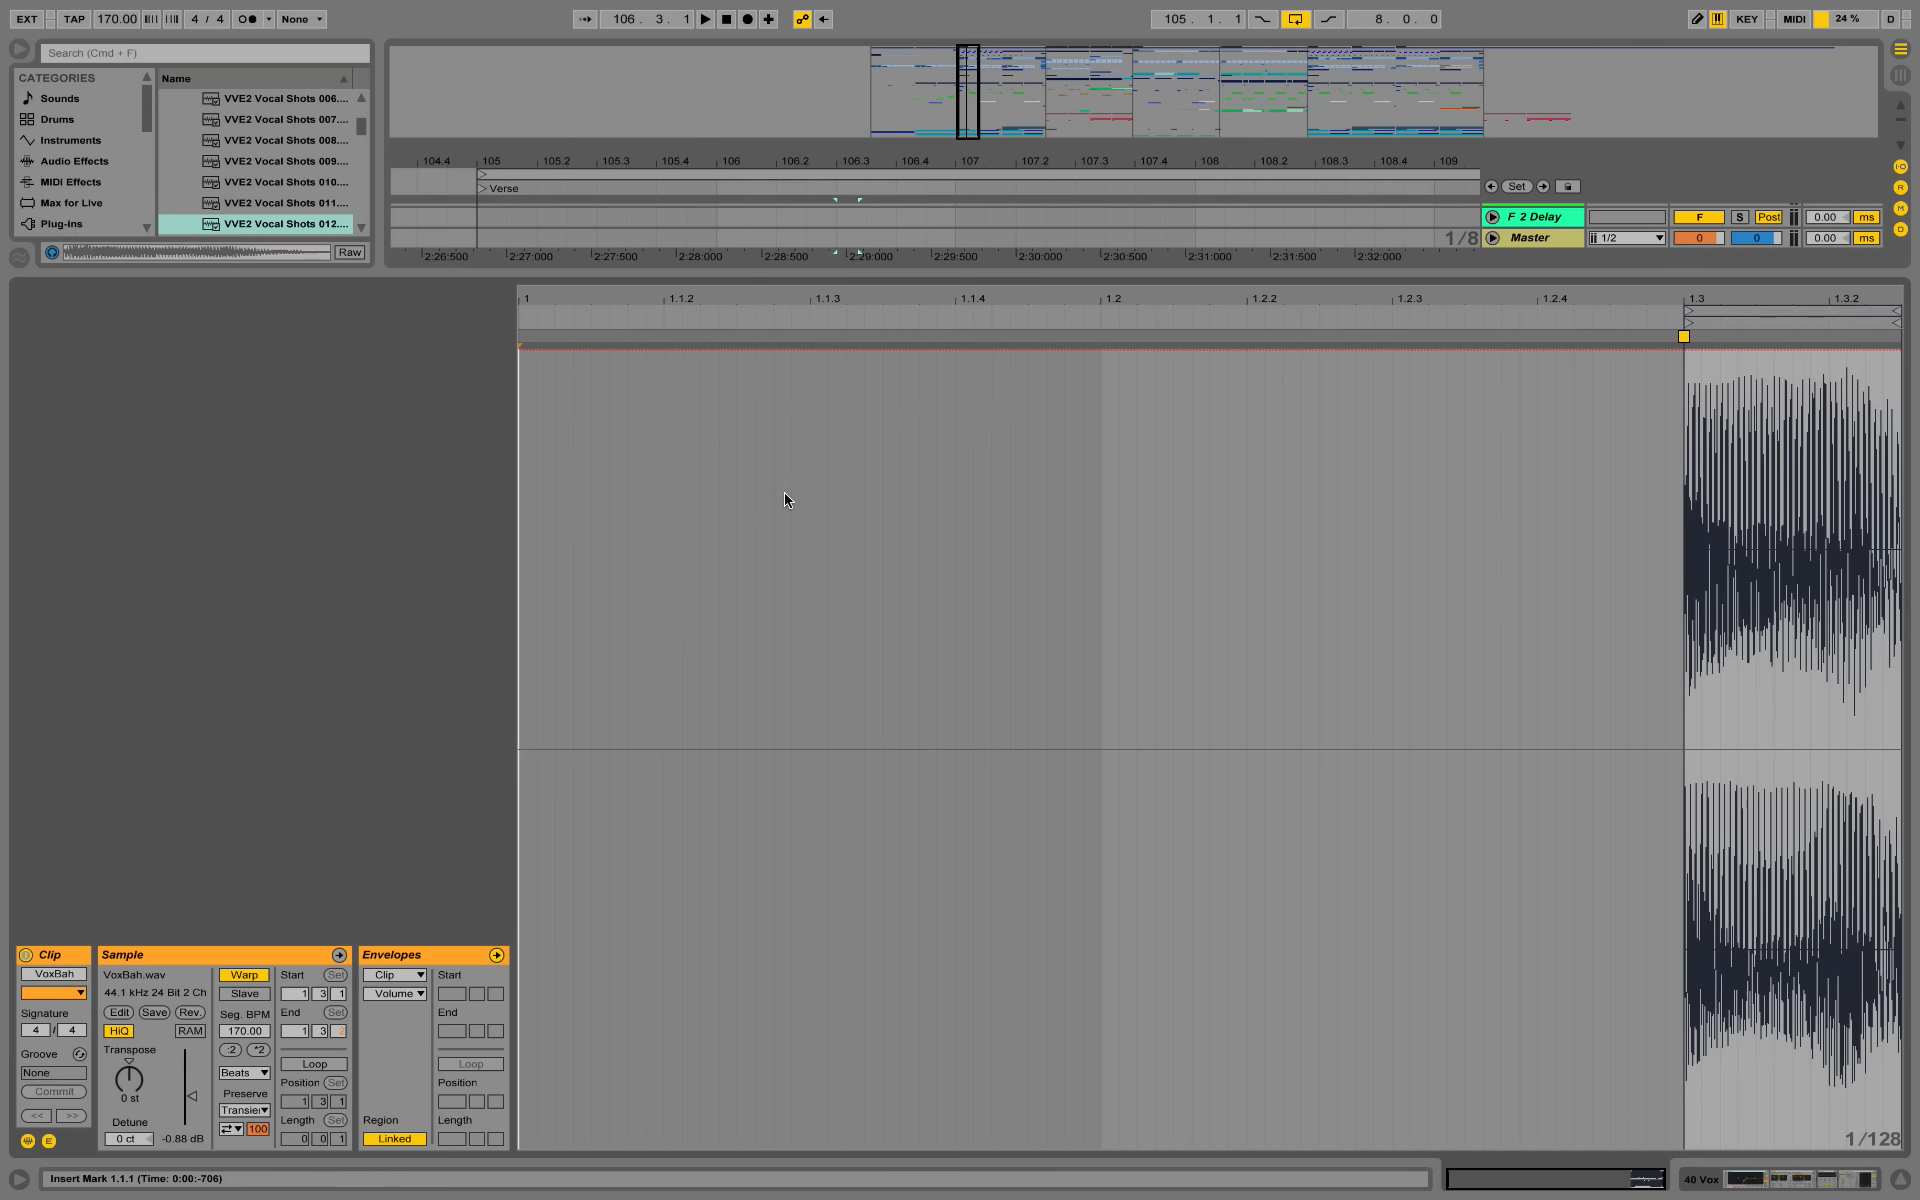 EXT TAP 170.00 4 / 4 None 106. 3. 1 105. 1. 1 8. 0. 0 KEY MIDI 24 % D
Search (Cmd + F)
CATEGORIES Name
Sounds VVE2 Vocal Shots 006....
Drums VVE2 Vocal Shots 007....
Instruments VVE2 Vocal Shots 008....
Audio Effects VVE2 Vocal Shots 009....
MIDI Effects VVE2 Vocal Shots 010....
Max for Live VVE2 Vocal Shots 011....
Plug-ins VVE2 Vocal Shots 012....
Raw
104.4 105 105.2 105.3 105.4 106 106.2 106.3 106.4 107 107.2 107.3 107.4 108 108.2 108.3 108.4 109
Verse Set
F 2 Delay F S Post 0.00 ms
1/8 Master 1/2 0 0 0.00 ms
2:26:500 2:27:000 2:27:500 2:28:000 2:28:500 2:29:000 2:29:500 2:30:000 2:30:500 2:31:000 2:31:500 2:32:000
I·O
R
M
D
1 1.1.2 1.1.3 1.1.4 1.2 1.2.2 1.2.3 1.2.4 1.3 1.3.2
1/128
Clip
VoxBah
Signature
4 / 4
Groove
None
Commit
<< >>
E
Sample
VoxBah.wav
44.1 kHz 24 Bit 2 Ch
Edit Save Rev.
HiQ RAM
Transpose
0 st
Detune
0 ct -0.88 dB
Warp
Slave
Seg. BPM
170.00
:2 *2
Beats
Preserve
Transier
100
Start Set
1 3 1
End Set
1 3 2
Loop
Position Set
1 3 1
Length Set
0 0 1
Envelopes
Clip
Volume
Region
Linked
Start
End
Loop
Position
Length
Insert Mark 1.1.1 (Time: 0:00:-706)
40 Vox